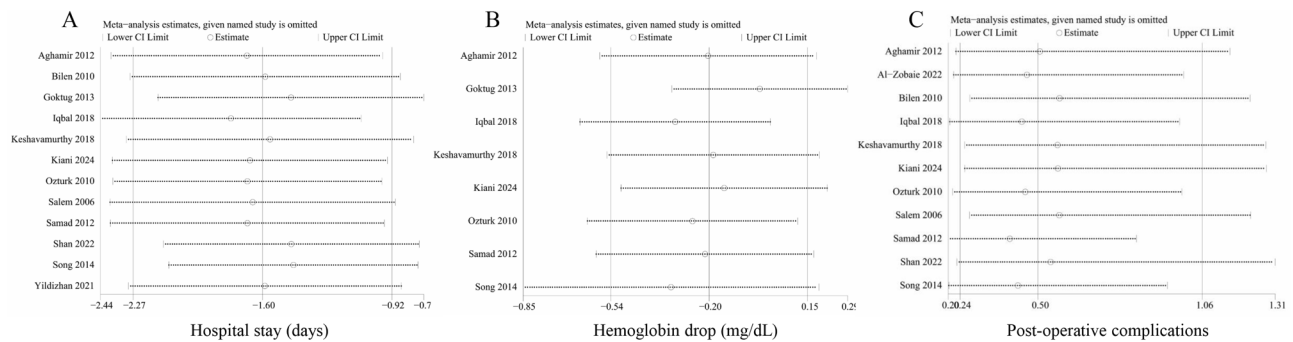 A
Meta−analysis estimates, given named study is omitted
Lower CI Limit Estimate Upper CI Limit
Aghamir 2012
Bilen 2010
Goktug 2013
Iqbal 2018
Keshavamurthy 2018
Kiani 2024
Ozturk 2010
Salem 2006
Samad 2012
Shan 2022
Song 2014
Yildizhan 2021
−2.44 −2.27 −1.60 −0.92 −0.7
Hospital stay (days)
B
Meta−analysis estimates, given named study is omitted
Lower CI Limit Estimate Upper CI Limit
Aghamir 2012
Goktug 2013
Iqbal 2018
Keshavamurthy 2018
Kiani 2024
Ozturk 2010
Samad 2012
Song 2014
−0.85 −0.54 −0.20 0.15 0.29
Hemoglobin drop (mg/dL)
C
Meta−analysis estimates, given named study is omitted
Lower CI Limit Estimate Upper CI Limit
Aghamir 2012
Al−Zobaie 2022
Bilen 2010
Iqbal 2018
Keshavamurthy 2018
Kiani 2024
Ozturk 2010
Salem 2006
Samad 2012
Shan 2022
Song 2014
0.24 0.50 1.06 1.31
Post-operative complications